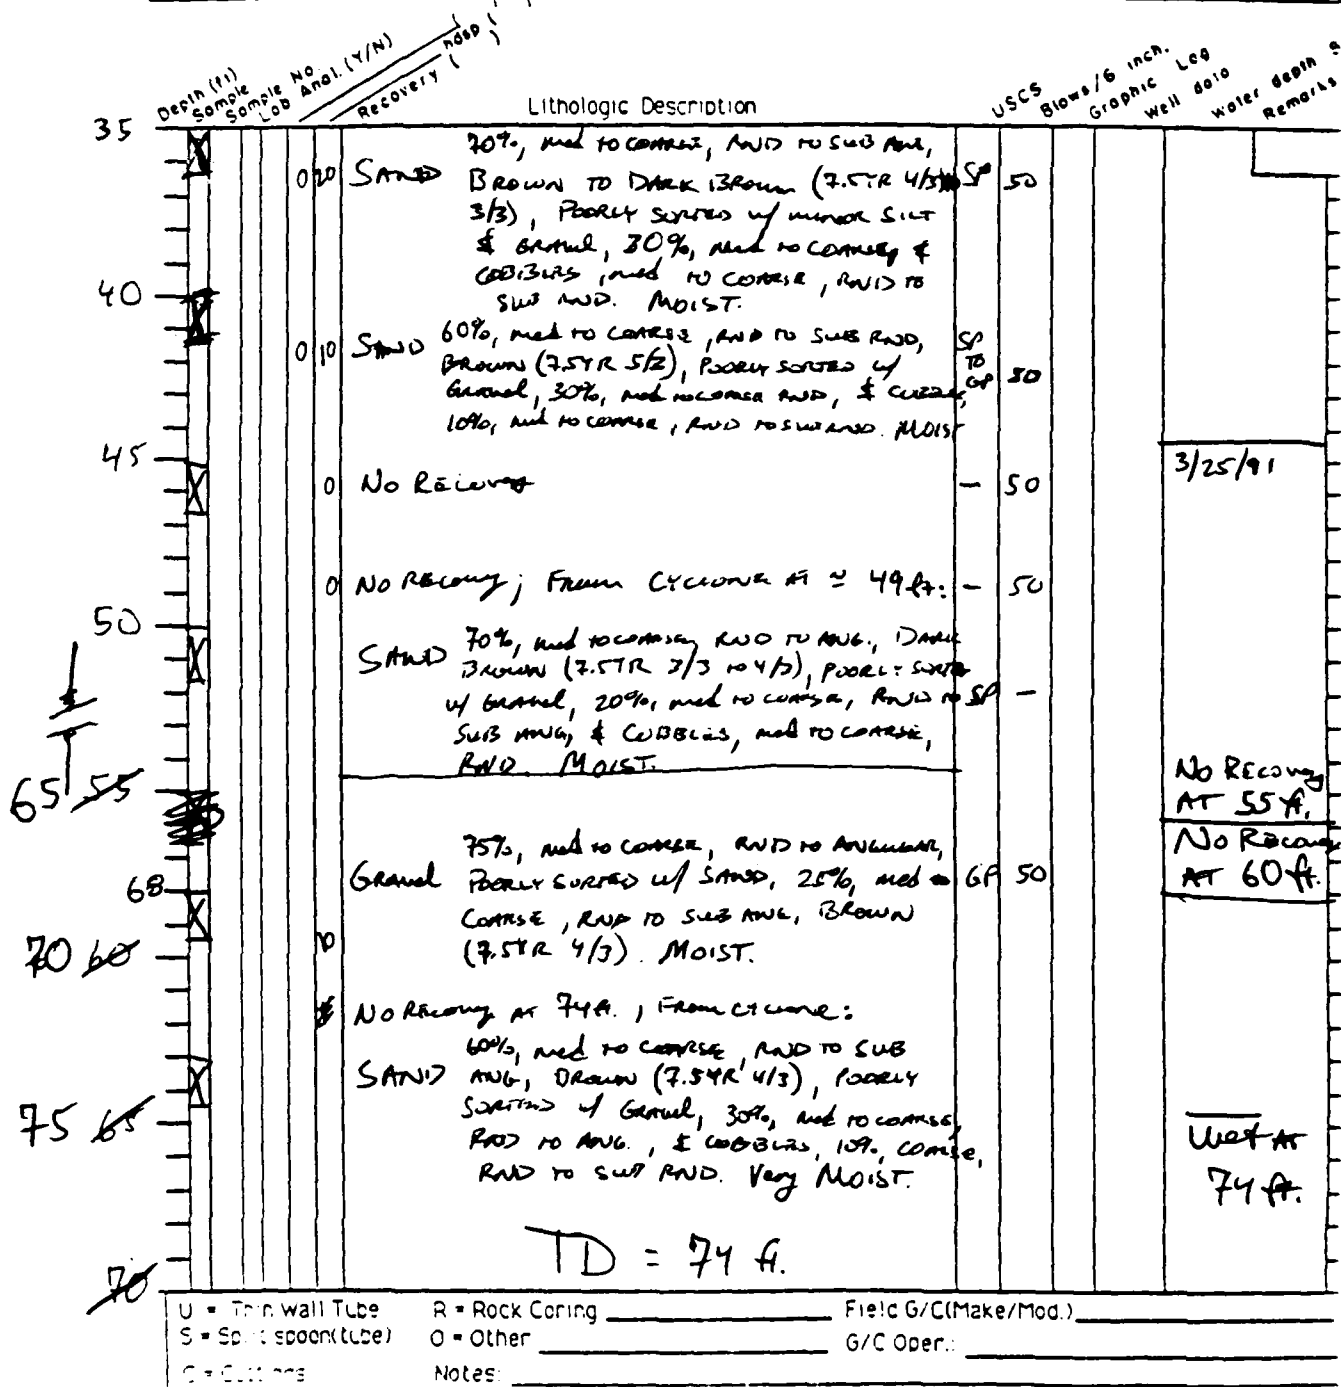 Depth (ft)
Sample
Sample No.
Lab Anal. (Y/N)
Recovery ( )
Lithologic Description
USCS
Blows/6 inch.
Graphic Log
Well data
Water depth
Remarks
35
70%, med to coarse, RND to SUB ANG,
0 20 SAND BROWN TO DARK BROWN (7.5YR 4/3 SP 50
3/3), POORLY SORTED w/ minor SILT
& Gravel, 30%, med to coarse, &
COBBLES, med to coarse, RND to
40
SUB RND. MOIST.
0 10 SAND 60%, med to coarse, RND to SUB RND, SP
BROWN (7.5YR 5/2), POORLY SORTED w/ TO
Gravel, 30%, med to coarse RND, & COBBLES, GP 50
10%, med to coarse, RND to SUB RND. MOIST
45
3/25/91
0 No Recovery - 50
0 No Recovery; From CYCLONE AT ≈ 49 ft: - 50
50
SAND 70%, med to coarse, RND TO ANG., DARK
BROWN (7.5YR 3/3 to 4/3), POORLY SORTED
w/ Gravel, 20%, med to coarse, RND to SP -
SUB ANG, & COBBLES, med to coarse,
RND. MOIST.
No Recovery
65 55
AT 55 ft.
No Recovery
75%, med to coarse, RND to ANGULAR,
68
Gravel POORLY SORTED w/ SAND, 25%, med to GP 50
AT 60 ft.
COARSE, RND to SUB ANG, BROWN
70 60
(7.5YR 4/3). MOIST.
No Recovery AT 74 ft., From cyclone:
60%, med to coarse, RND to SUB
SAND ANG, BROWN (7.5YR 4/3), POORLY
SORTED w/ Gravel, 30%, med to coarse,
75 65
RND to ANG., & COBBLES, 10%, coarse,
Wet AT
RND to SUB RND. Very MOIST.
74 ft.
TD = 74 ft.
70
U = Thin wall Tube R = Rock Coring Field G/C(Make/Mod.)
S = Split spoon(tube) O = Other G/C Oper.:
C = Cuttings Notes: